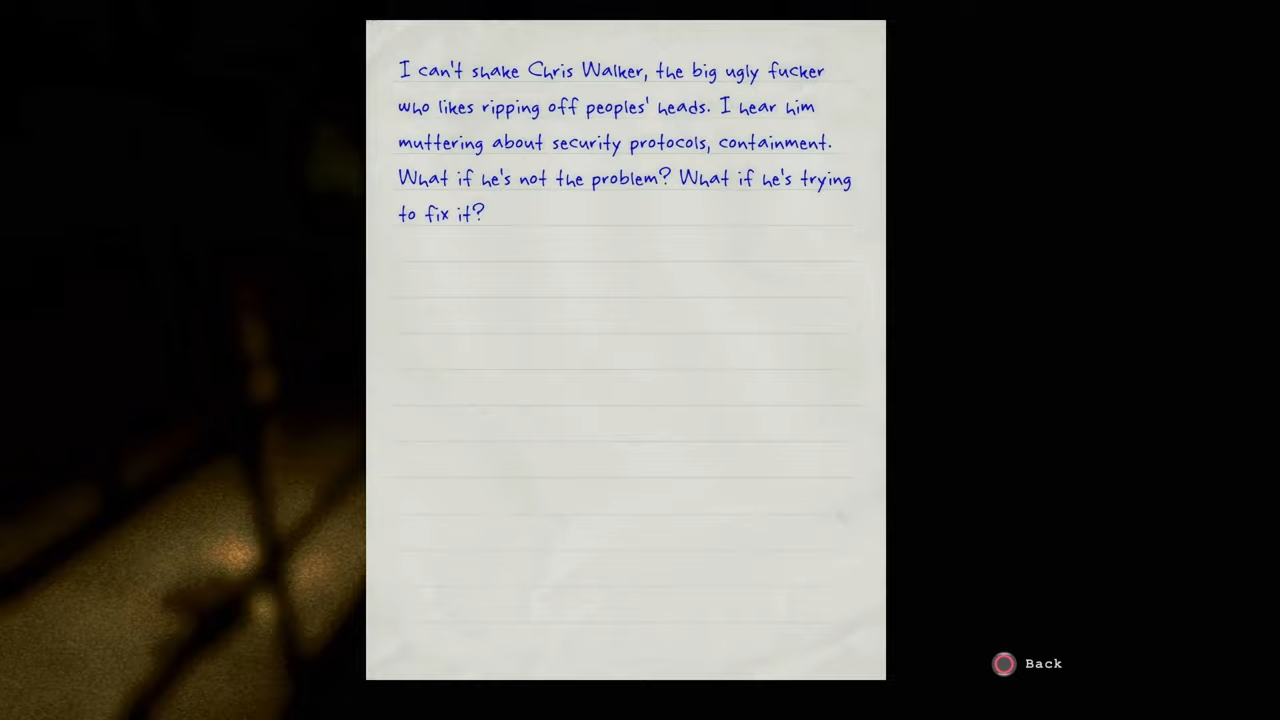 I can't shake Chris Walker, the big ugly fucker
who likes ripping off peoples' heads. I hear him
muttering about security protocols, containment.
What if he's not the problem? What if he's trying
to fix it?
Back